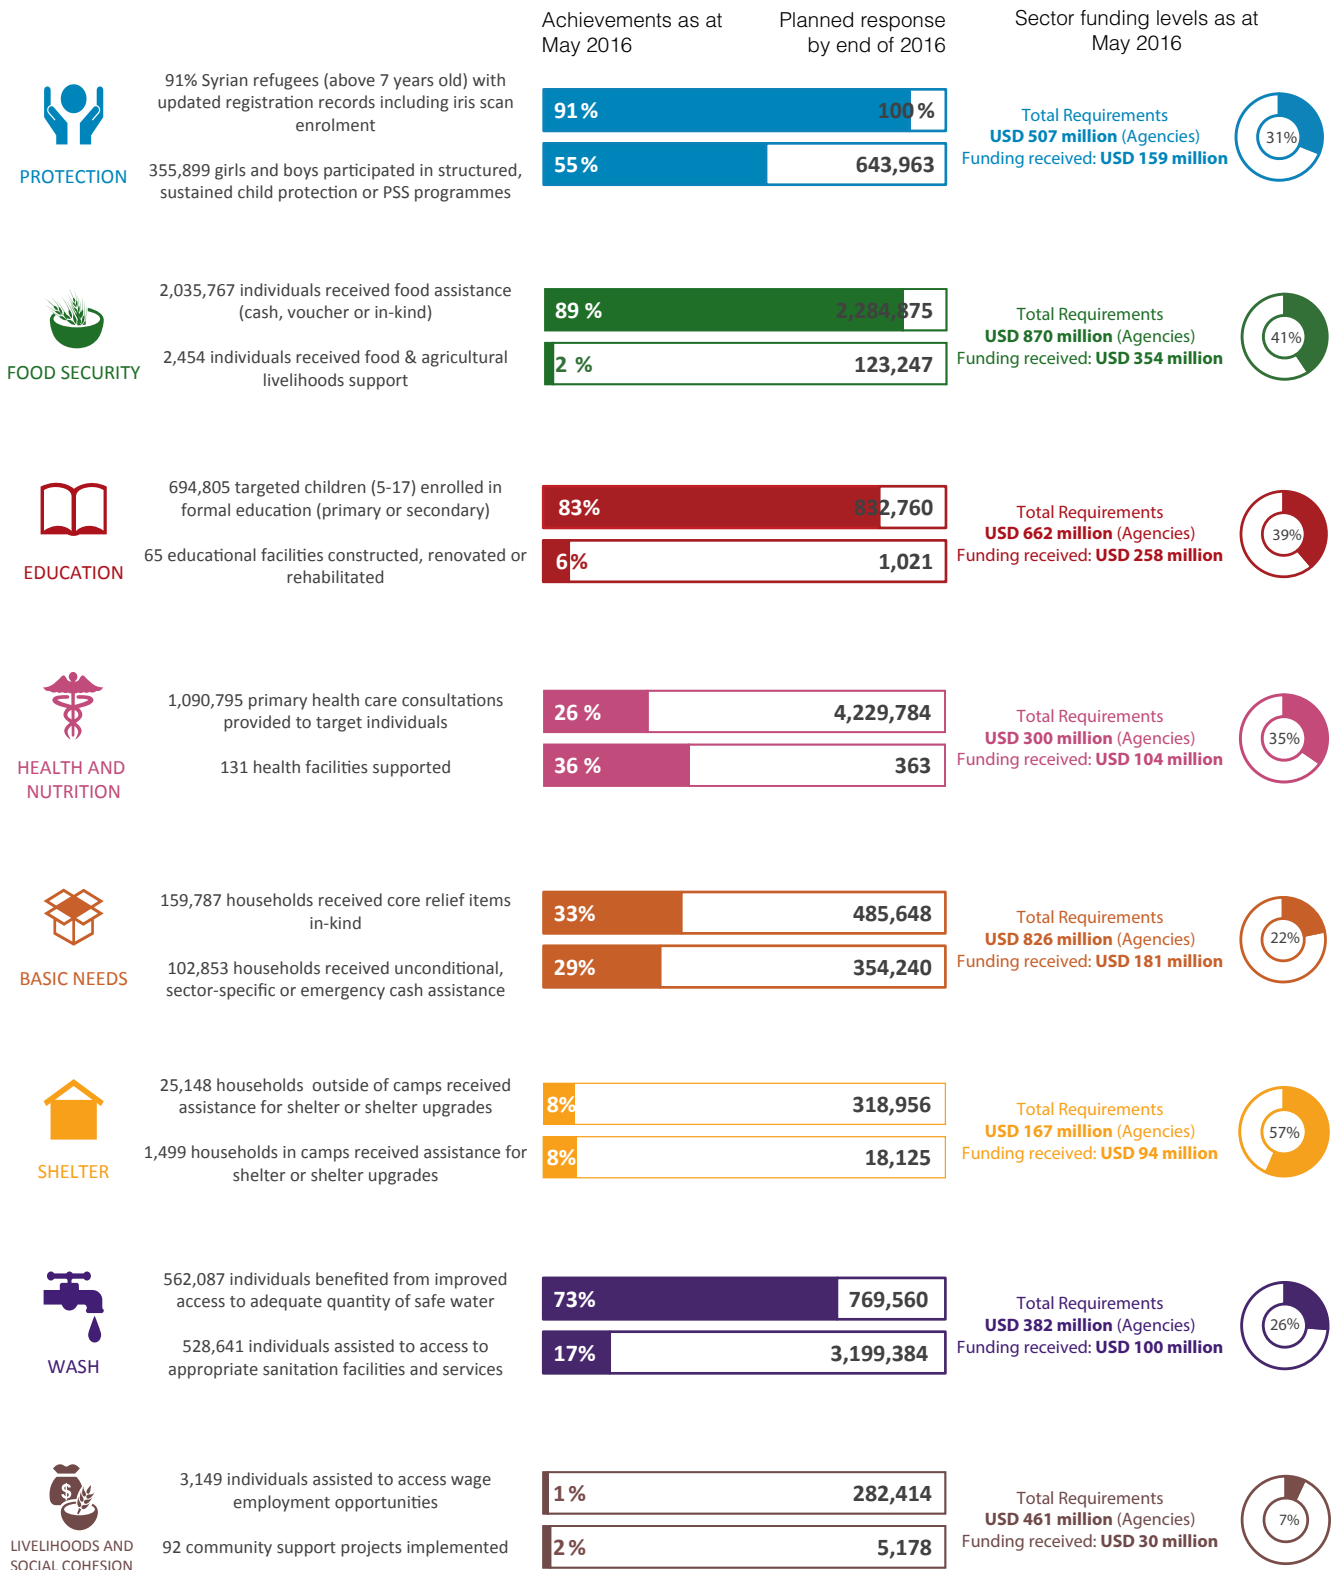 Achievements as at
May 2016
Planned response
by end of 2016
Sector funding levels as at
May 2016
PROTECTION
91% Syrian refugees (above 7 years old) with
updated registration records including iris scan
enrolment
91%
100%
355,899 girls and boys participated in structured,
sustained child protection or PSS programmes
55%
643,963
Total Requirements
USD 507 million (Agencies)
Funding received: USD 159 million
31%
FOOD SECURITY
2,035,767 individuals received food assistance
(cash, voucher or in-kind)
89 %
2,284,875
2,454 individuals received food & agricultural
livelihoods support
2 %
123,247
Total Requirements
USD 870 million (Agencies)
Funding received: USD 354 million
41%
EDUCATION
694,805 targeted children (5-17) enrolled in
formal education (primary or secondary)
83%
832,760
65 educational facilities constructed, renovated or
rehabilitated
6%
1,021
Total Requirements
USD 662 million (Agencies)
Funding received: USD 258 million
39%
HEALTH AND
NUTRITION
1,090,795 primary health care consultations
provided to target individuals
26 %
4,229,784
131 health facilities supported
36 %
363
Total Requirements
USD 300 million (Agencies)
Funding received: USD 104 million
35%
BASIC NEEDS
159,787 households received core relief items
in-kind
33%
485,648
102,853 households received unconditional,
sector-specific or emergency cash assistance
29%
354,240
Total Requirements
USD 826 million (Agencies)
Funding received: USD 181 million
22%
SHELTER
25,148 households outside of camps received
assistance for shelter or shelter upgrades
8%
318,956
1,499 households in camps received assistance for
shelter or shelter upgrades
8%
18,125
Total Requirements
USD 167 million (Agencies)
Funding received: USD 94 million
57%
WASH
562,087 individuals benefited from improved
access to adequate quantity of safe water
73%
769,560
528,641 individuals assisted to access to
appropriate sanitation facilities and services
17%
3,199,384
Total Requirements
USD 382 million (Agencies)
Funding received: USD 100 million
26%
$
LIVELIHOODS AND
SOCIAL COHESION
3,149 individuals assisted to access wage
employment opportunities
1 %
282,414
92 community support projects implemented
2 %
5,178
Total Requirements
USD 461 million (Agencies)
Funding received: USD 30 million
7%